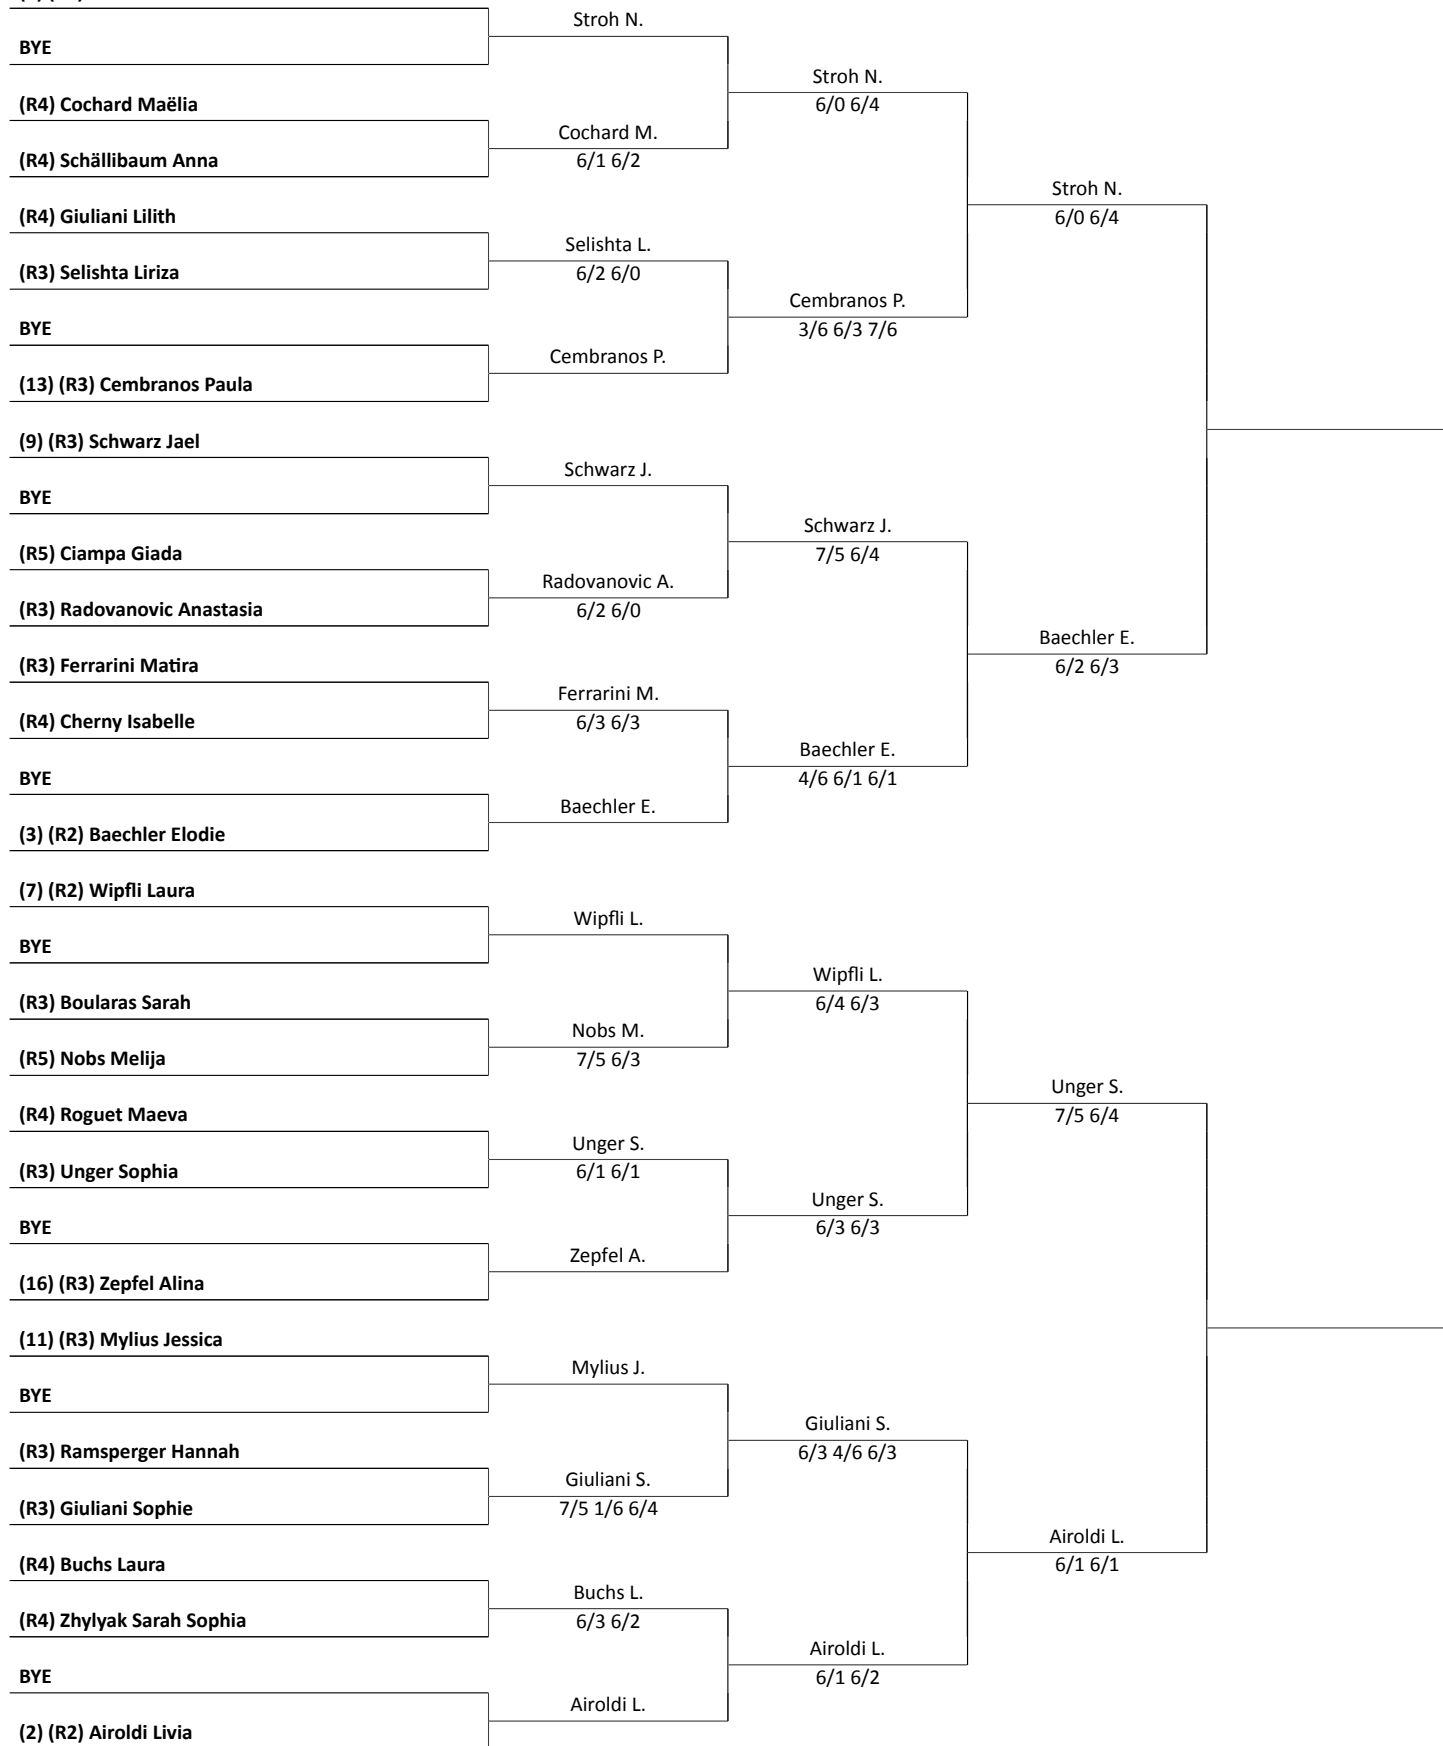 BYE
(R4) Cochard Maëlia
(R4) Schällibaum Anna
(R4) Giuliani Lilith
(R3) Selishta Liriza
BYE
(13) (R3) Cembranos Paula
(9) (R3) Schwarz Jael
BYE
(R5) Ciampa Giada
(R3) Radovanovic Anastasia
(R3) Ferrarini Matira
(R4) Cherny Isabelle
BYE
(3) (R2) Baechler Elodie
(7) (R2) Wipfli Laura
BYE
(R3) Boularas Sarah
(R5) Nobs Melija
(R4) Roguet Maeva
(R3) Unger Sophia
BYE
(16) (R3) Zepfel Alina
(11) (R3) Mylius Jessica
BYE
(R3) Ramsperger Hannah
(R3) Giuliani Sophie
(R4) Buchs Laura
(R4) Zhylyak Sarah Sophia
BYE
(2) (R2) Airoldi Livia
Stroh N.
Cochard M.
6/1 6/2
Selishta L.
6/2 6/0
Cembranos P.
Schwarz J.
Radovanovic A.
6/2 6/0
Ferrarini M.
6/3 6/3
Baechler E.
Wipfli L.
Nobs M.
7/5 6/3
Unger S.
6/1 6/1
Zepfel A.
Mylius J.
Giuliani S.
7/5 1/6 6/4
Buchs L.
6/3 6/2
Airoldi L.
Stroh N.
6/0 6/4
Cembranos P.
3/6 6/3 7/6
Schwarz J.
7/5 6/4
Baechler E.
4/6 6/1 6/1
Wipfli L.
6/4 6/3
Unger S.
6/3 6/3
Giuliani S.
6/3 4/6 6/3
Airoldi L.
6/1 6/2
Stroh N.
6/0 6/4
Baechler E.
6/2 6/3
Unger S.
7/5 6/4
Airoldi L.
6/1 6/1